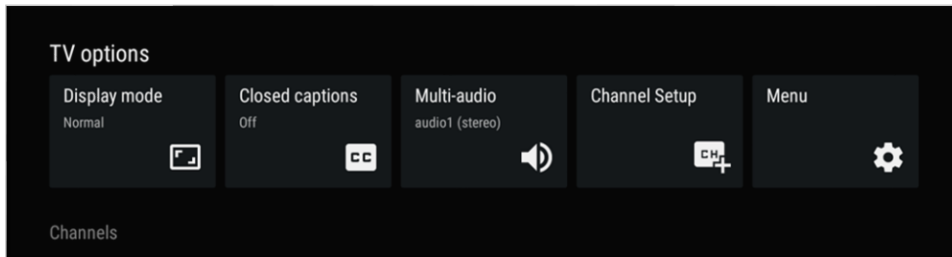 TV options
Display mode
Normal
Closed captions
Off
CC
Multi-audio
audio1 (stereo)
Channel Setup
CH
Menu
Channels